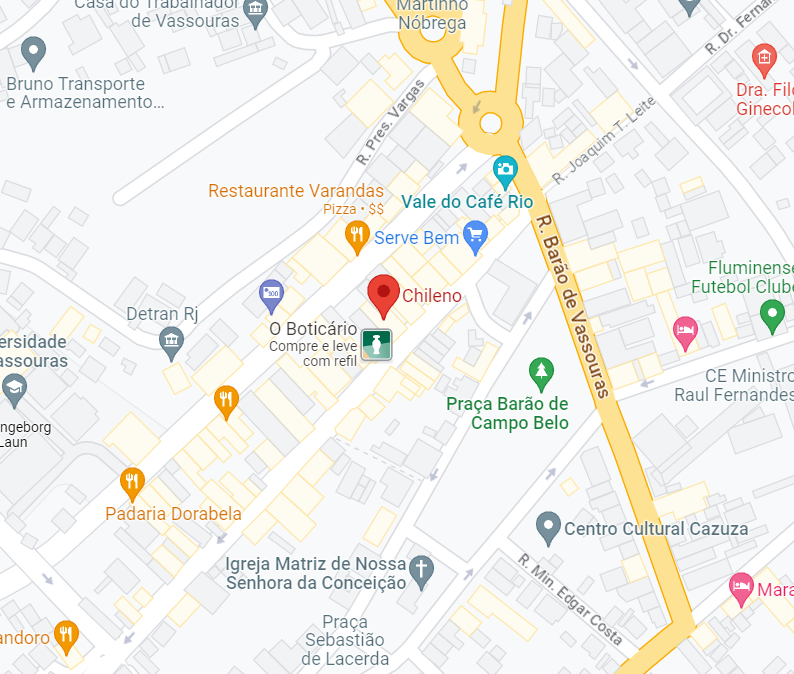 Casa do Trabalhador
de Vassouras
Martinho
Nóbrega
R. Dr. Ferna
Bruno Transporte
e Armazenamento...
Dra. Filo
Ginecol
R. Pres. Vargas
R. Joaquim T. Leite
Restaurante Varandas
Pizza • $$
Vale do Café Rio
Serve Bem
R. Barão de Vassouras
Fluminense
Futebol Clube
Chileno
Detran Rj
O Boticário
Compre e leve
com refil
ersidade
assouras
CE Ministro
Raul Fernandes
Praça Barão de
Campo Belo
ngeborg
Laun
Padaria Dorabela
Centro Cultural Cazuza
Igreja Matriz de Nossa
Senhora da Conceição
R. Min. Edgar Costa
Mara
Praça
Sebastião
de Lacerda
andoro